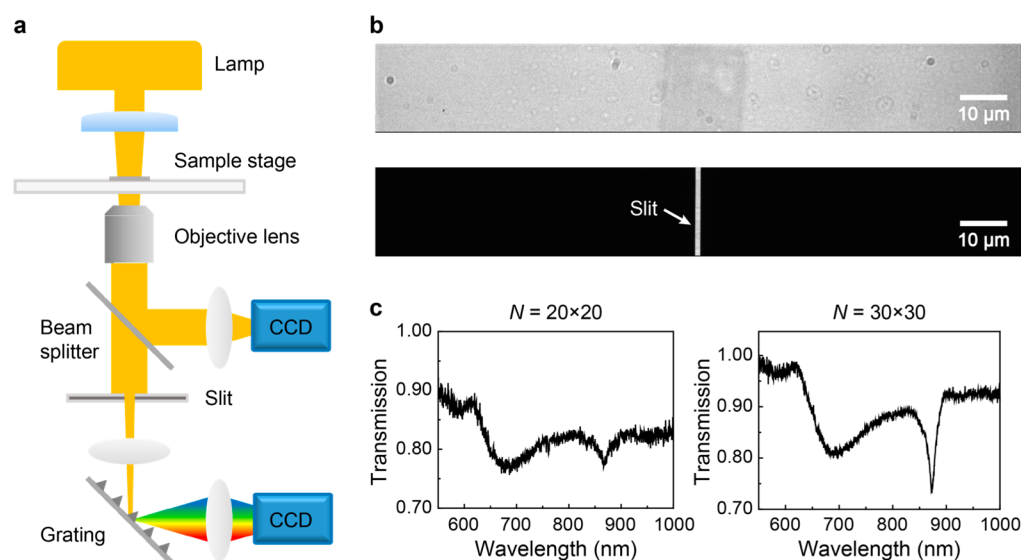 a
Lamp
Sample stage
Objective lens
Beam
splitter
CCD
Slit
Grating
CCD
b
10 μm
Slit
10 μm
c
N = 20×20
1.00
0.90
0.80
0.70
Transmission
600
700
800
900
1000
Wavelength (nm)
N = 30×30
1.00
0.90
0.80
0.70
Transmission
600
700
800
900
1000
Wavelength (nm)